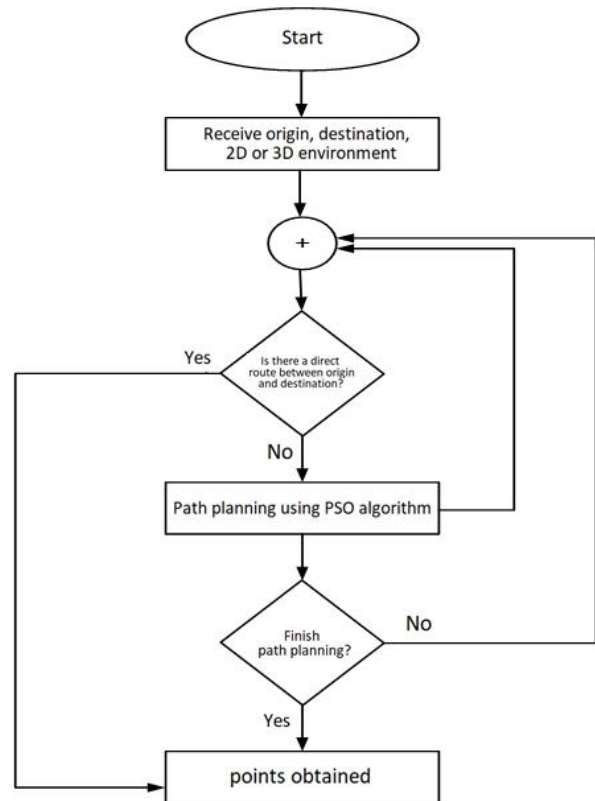 Start
Receive origin, destination,
2D or 3D environment
+
Yes
Is there a direct
route between origin
and destination?
No
Path planning using PSO algorithm
Finish
path planning?
No
Yes
points obtained